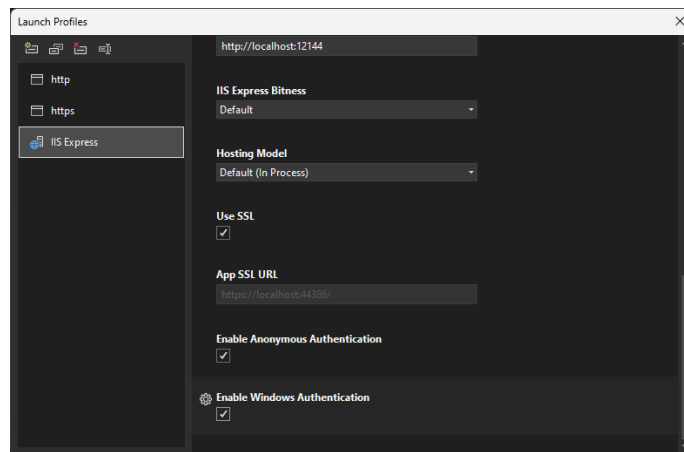 Launch Profiles
http
https
IIS Express
http://localhost:12144
IIS Express Bitness
Default
Hosting Model
Default (In Process)
Use SSL
App SSL URL
https://localhost:44386/
Enable Anonymous Authentication
Enable Windows Authentication